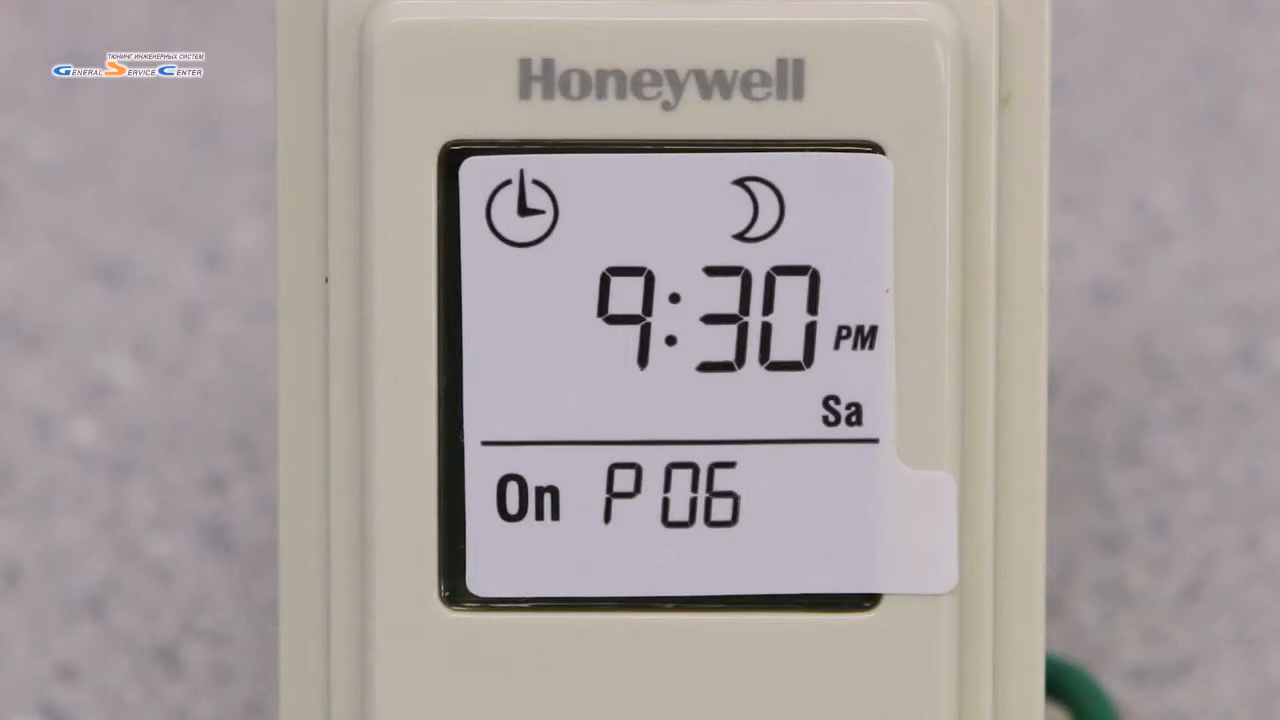 ТЮНИНГ ИНЖЕНЕРНЫХ СИСТЕМ
GENERAL SERVICE CENTER
Honeywell
9:30 PM
Sa
On P06